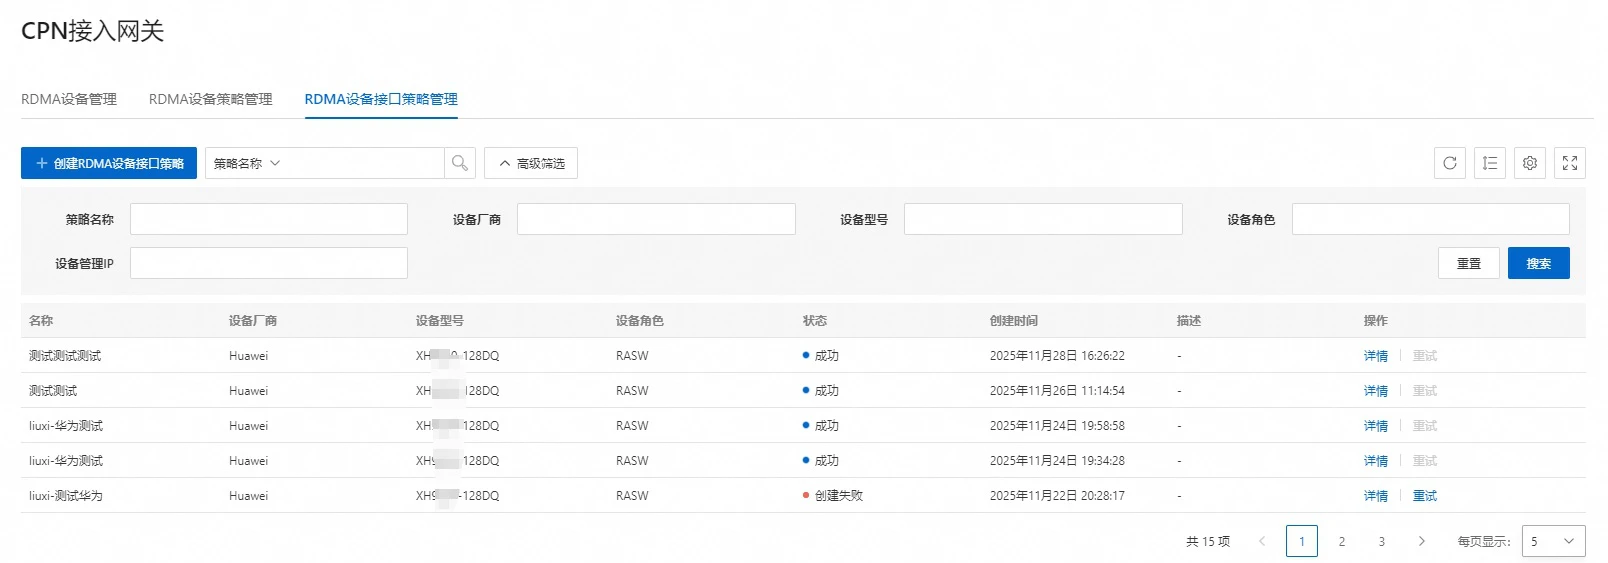 CPN接入网关
RDMA设备管理 RDMA设备策略管理 RDMA设备接口策略管理
创建RDMA设备接口策略 策略名称 高级筛选
策略名称 设备厂商 设备型号 设备角色
设备管理IP 重置 搜索
名称 设备厂商 设备型号 设备角色 状态 创建时间 描述 操作
测试测试测试 Huawei XH -128DQ RASW 成功 2025年11月28日 16:26:22 - 详情 重试
测试测试 Huawei XH 128DQ RASW 成功 2025年11月26日 11:14:54 - 详情 重试
liuxi-华为测试 Huawei XH 128DQ RASW 成功 2025年11月24日 19:58:58 - 详情 重试
liuxi-华为测试 Huawei XH9 128DQ RASW 成功 2025年11月24日 19:34:28 - 详情 重试
liuxi-测试华为 Huawei XH9 -128DQ RASW 创建失败 2025年11月22日 20:28:17 - 详情 重试
共 15 项 1 2 3 每页显示: 5